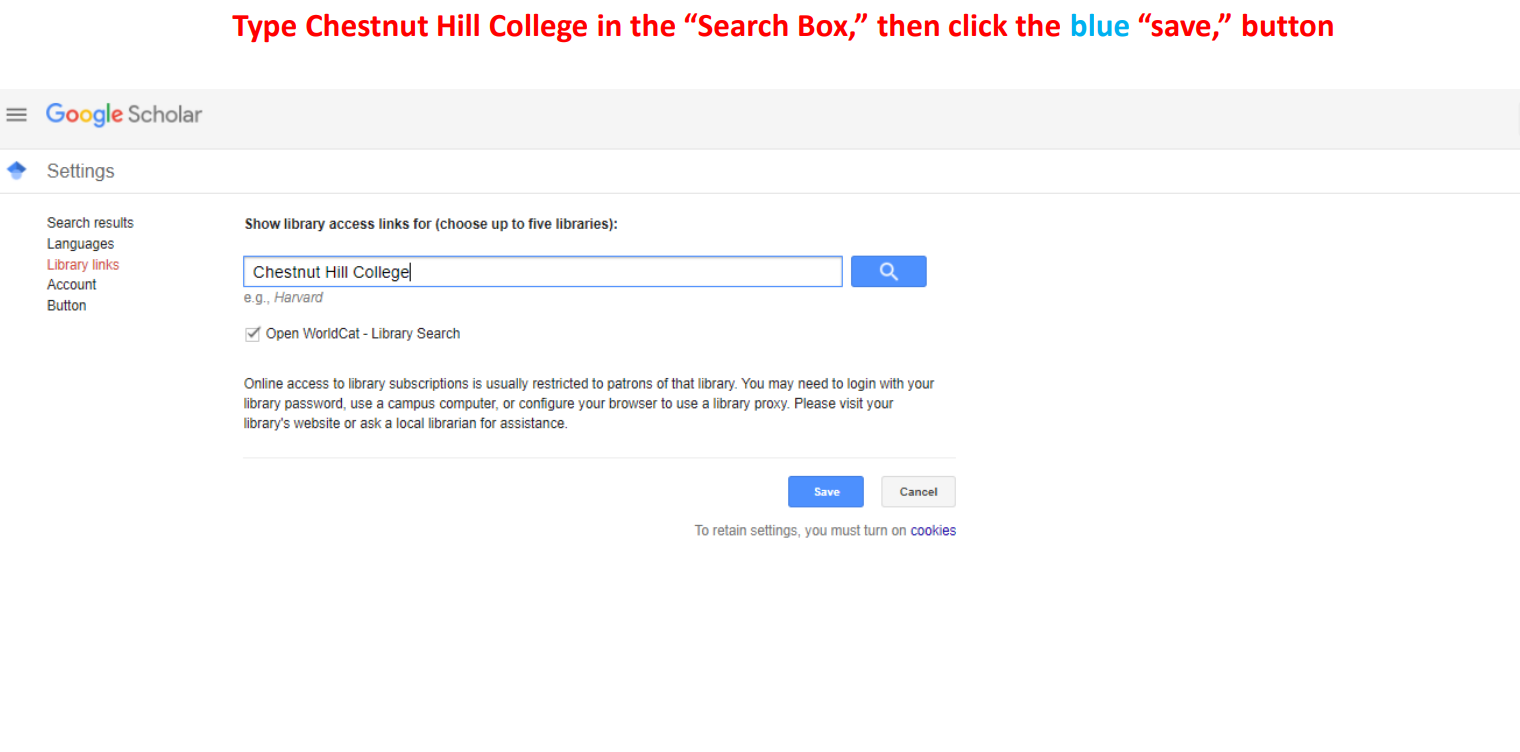 Type Chestnut Hill College in the “Search Box,” then click the blue “save,” button
Google Scholar
Settings
Search results
Languages
Library links
Account
Button
Show library access links for (choose up to five libraries):
Chestnut Hill College
e.g., Harvard
Open WorldCat - Library Search
Online access to library subscriptions is usually restricted to patrons of that library. You may need to login with your
library password, use a campus computer, or configure your browser to use a library proxy. Please visit your
library's website or ask a local librarian for assistance.
Save Cancel
To retain settings, you must turn on cookies